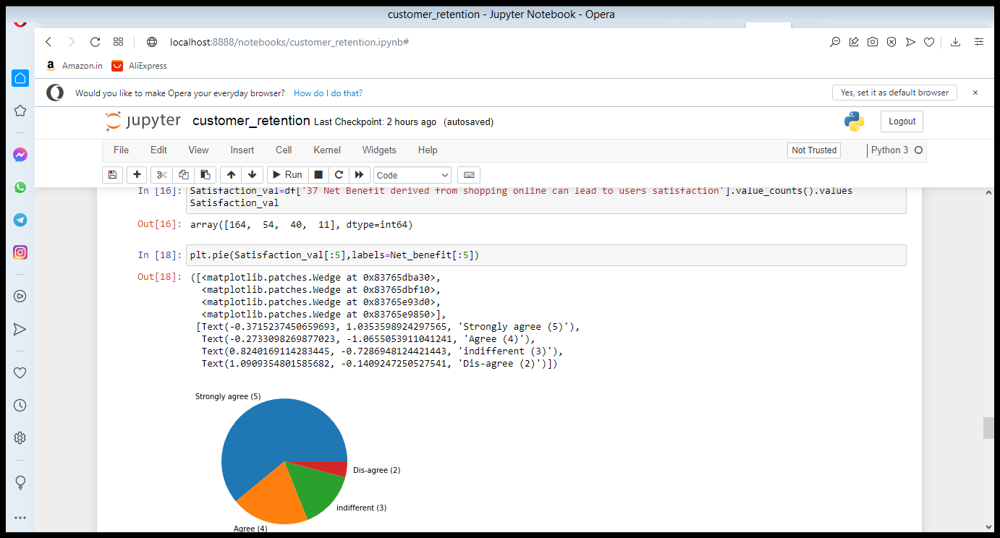 customer_retention - Jupyter Notebook - Opera
localhost:8888/notebooks/customer_retention.ipynb#
Amazon.in AliExpress
Would you like to make Opera your everyday browser? How do I do that? Yes, set it as default browser
jupyter customer_retention Last Checkpoint: 2 hours ago (autosaved) Logout
File Edit View Insert Cell Kernel Widgets Help Not Trusted Python 3
Run Code
In [16]: Satisfaction_val=df['37 Net Benefit derived from shopping online can lead to users satisfaction'].value_counts().values
Satisfaction_val
Out[16]: array([164,  54,  40,  11], dtype=int64)
In [18]: plt.pie(Satisfaction_val[:5],labels=Net_benefit[:5])
Out[18]: ([<matplotlib.patches.Wedge at 0x83765dba30>,
<matplotlib.patches.Wedge at 0x83765dbf10>,
<matplotlib.patches.Wedge at 0x83765e93d0>,
<matplotlib.patches.Wedge at 0x83765e9850>],
[Text(-0.3715237450659693, 1.0353598924297565, 'Strongly agree (5)'),
Text(-0.2733098269877023, -1.0655053911041241, 'Agree (4)'),
Text(0.8240169114283445, -0.7286948124421443, 'indifferent (3)'),
Text(1.0909354801585682, -0.1409247250527541, 'Dis-agree (2)')])
Strongly agree (5)
Dis-agree (2)
indifferent (3)
Agree (4)